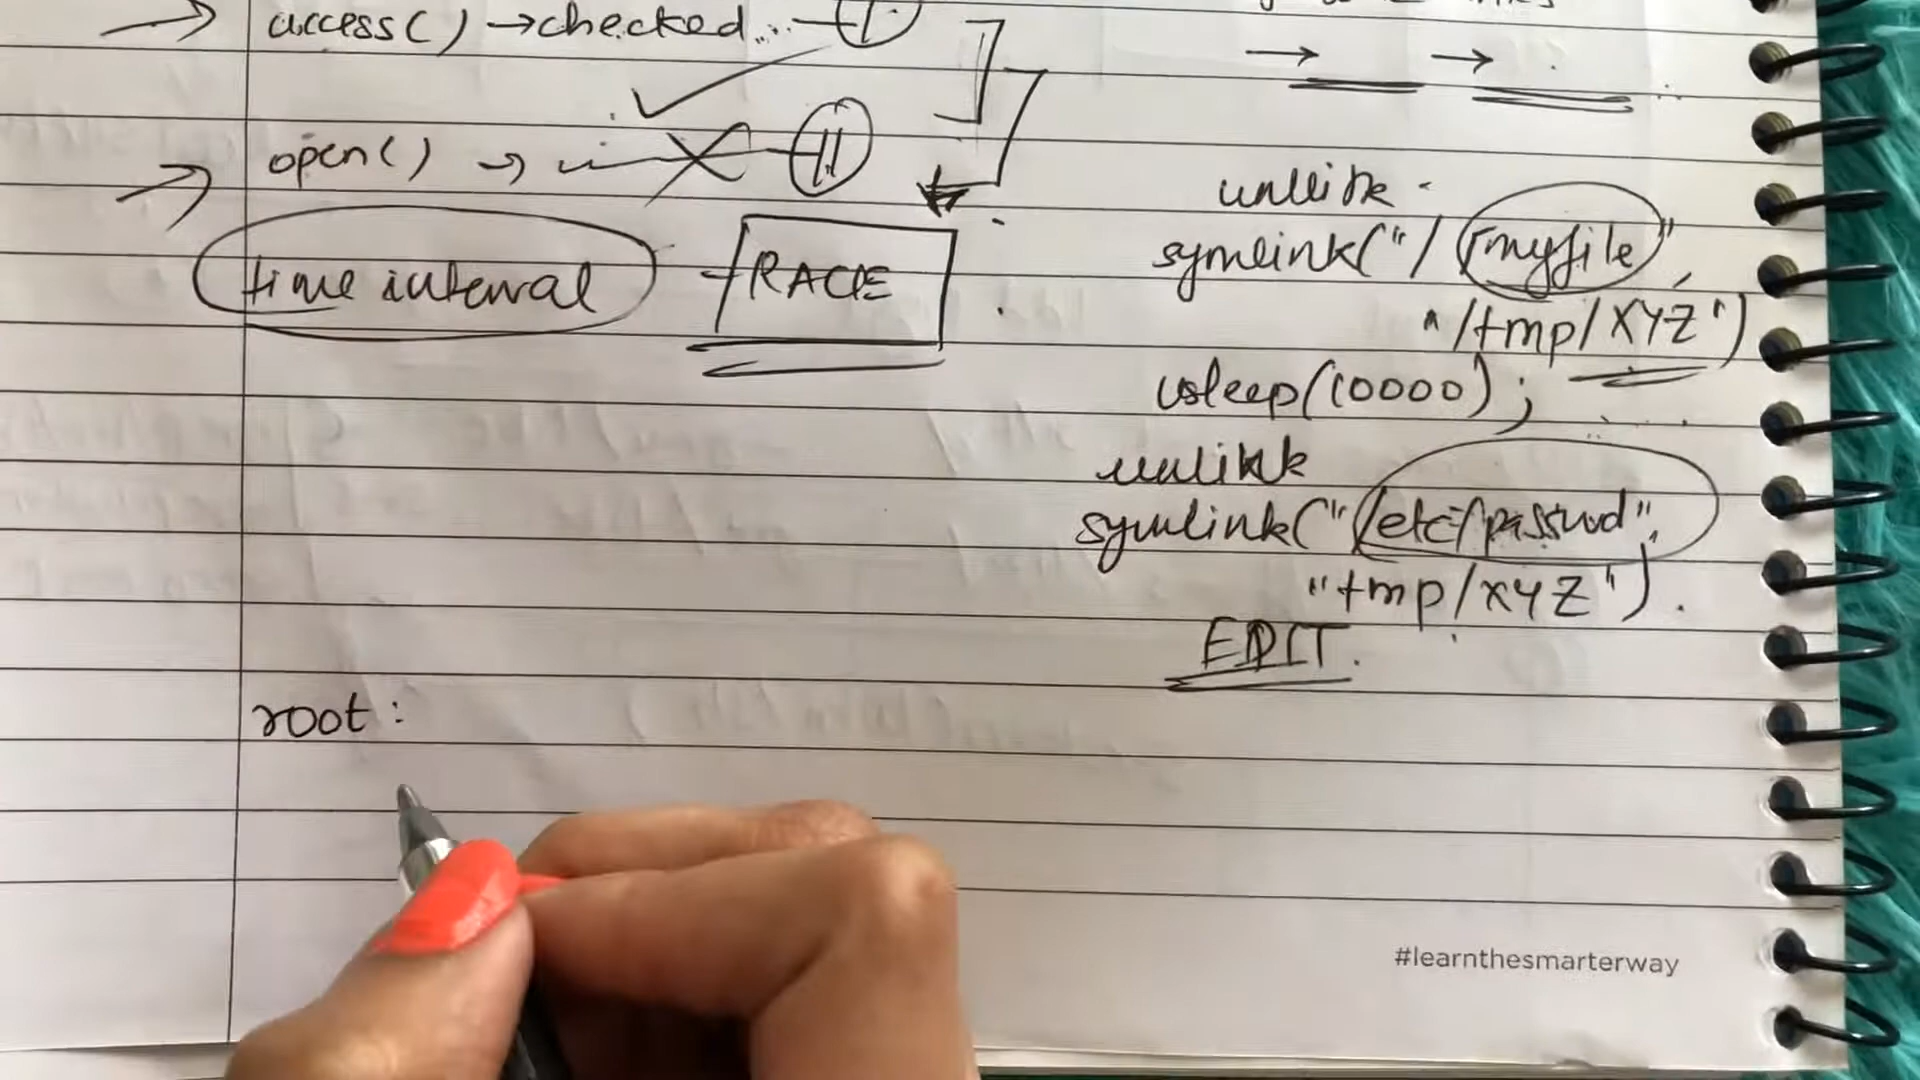 access() → checked...
→ →
open() →
unlink
symlink("/myfile"
"/tmp/XYZ")
time interval - RACE
usleep(10000);
unlink
symlink("/etc/passwd",
"tmp/XYZ").
EDIT.
root:
#learnthesmarterway